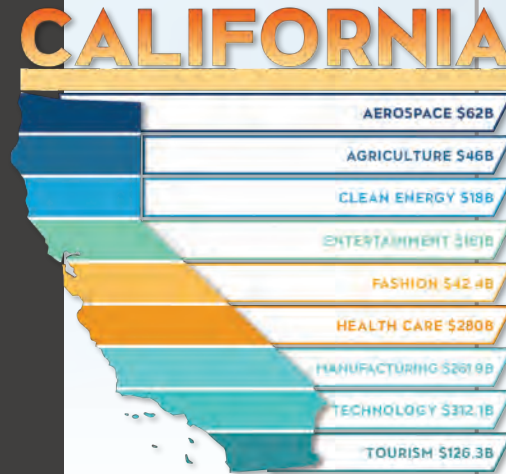 CALIFORNIA
AEROSPACE $62B
AGRICULTURE $46B
CLEAN ENERGY $18B
ENTERTAINMENT
FASHION $42.4B
HEALTH CARE $280B
MANUFACTURING $261.9B
TECHNOLOGY $312.1B
TOURISM $126.3B